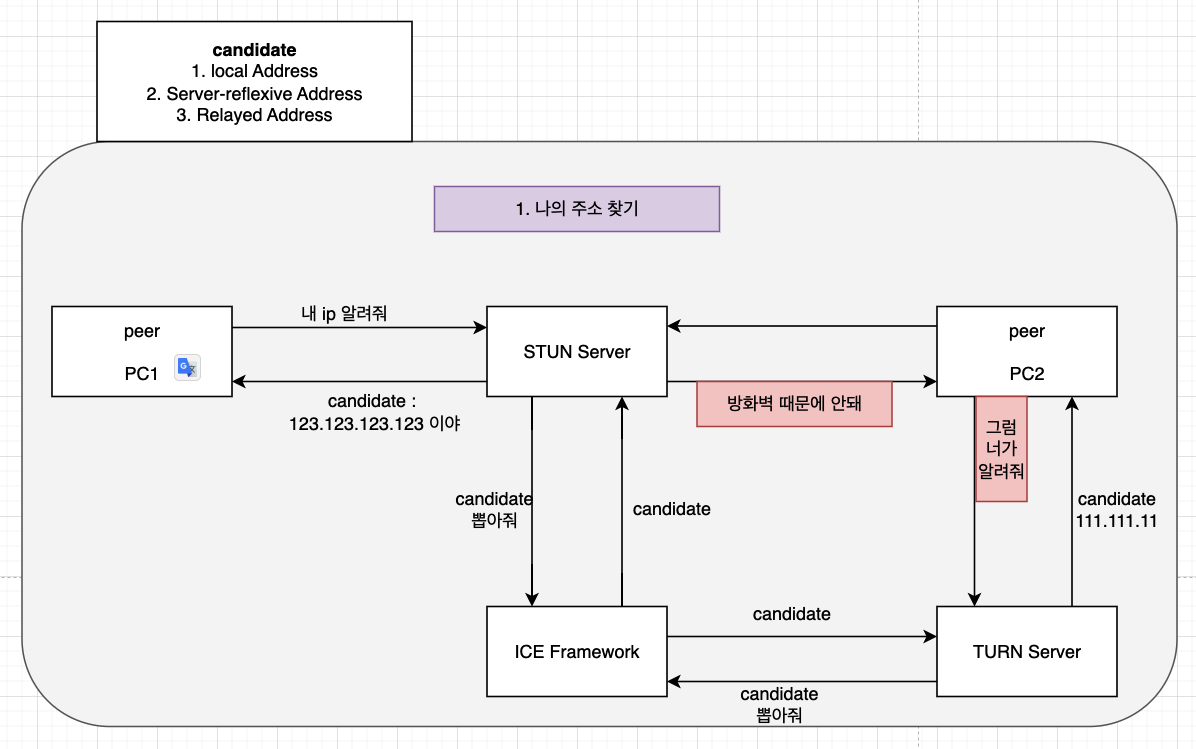 candidate
1. local Address
2. Server-reflexive Address
3. Relayed Address
1. 나의 주소 찾기
peer
PC1
내 ip 알려줘
candidate :
123.123.123.123 이야
STUN Server
방화벽 때문에 안돼
peer
PC2
그럼
너가
알려줘
candidate
111.111.11
candidate
뽑아줘
candidate
ICE Framework
candidate
candidate
뽑아줘
TURN Server